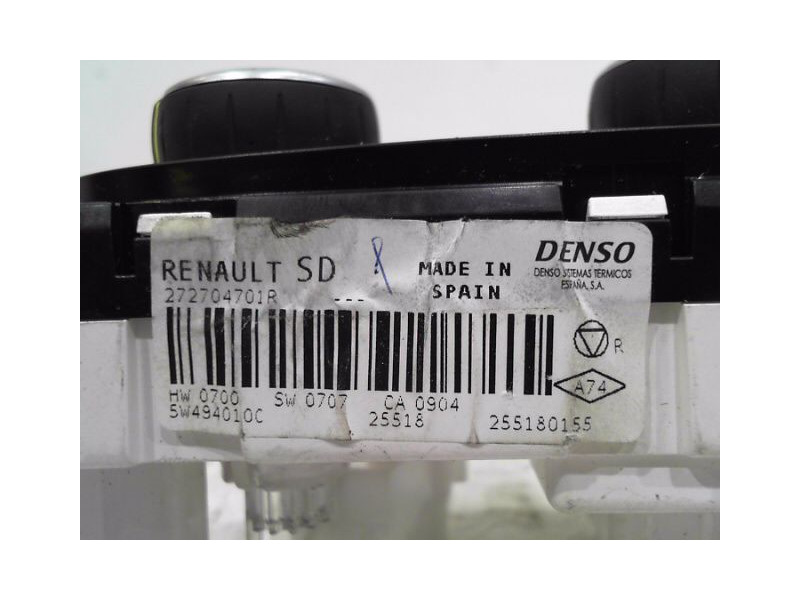 RENAULT SD
MADE IN
SPAIN
DENSO
DENSO SISTEMAS TÉRMICOS
ESPAÑA, S.A.
272704701R ---
R
A74
HW 0700 SW 0707 CA 0904
5W494010C 25518 255180155